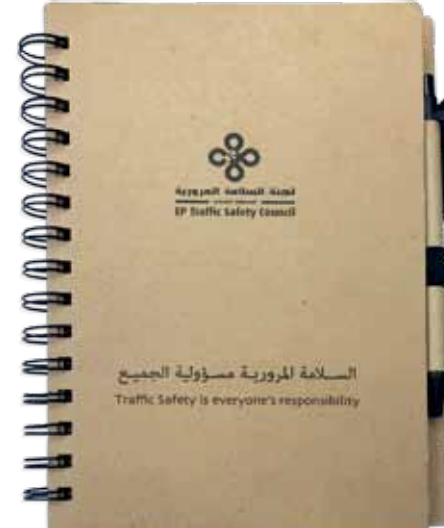 لجنة السلامة المرورية
EP Traffic Safety Council
السلامة المرورية مسؤولية الجميع
Traffic Safety is everyone's responsibility